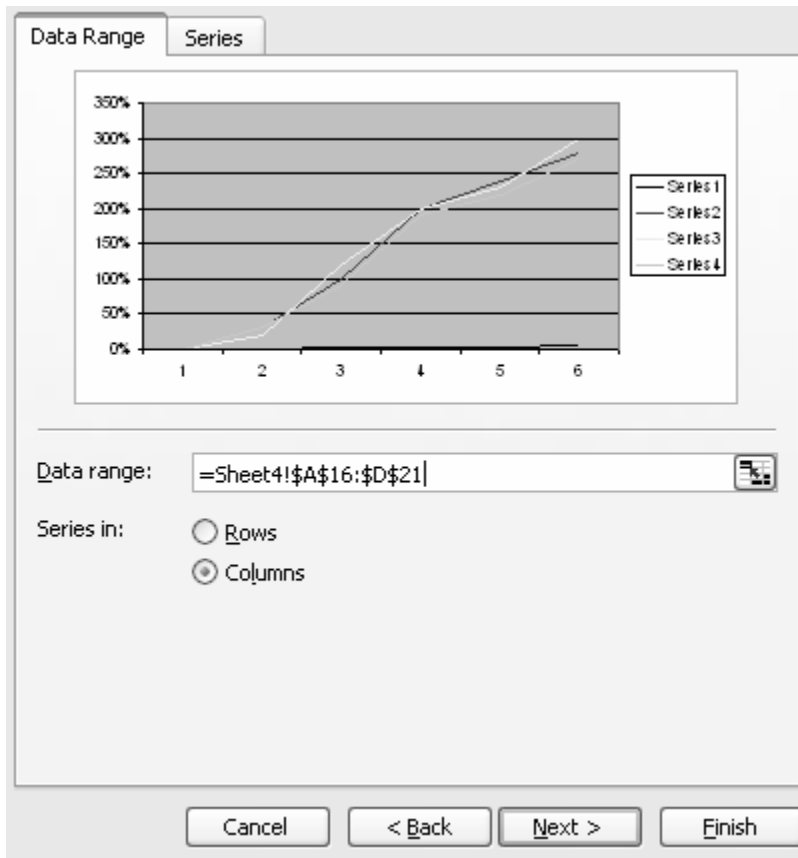 Data Range Series
350%
300%
250%
200%
150%
100%
50%
0%
1 2 3 4 5 6
Series1
Series2
Series3
Series4
Data range: =Sheet4!$A$16:$D$21
Series in: Rows
Columns
Cancel < Back Next > Finish